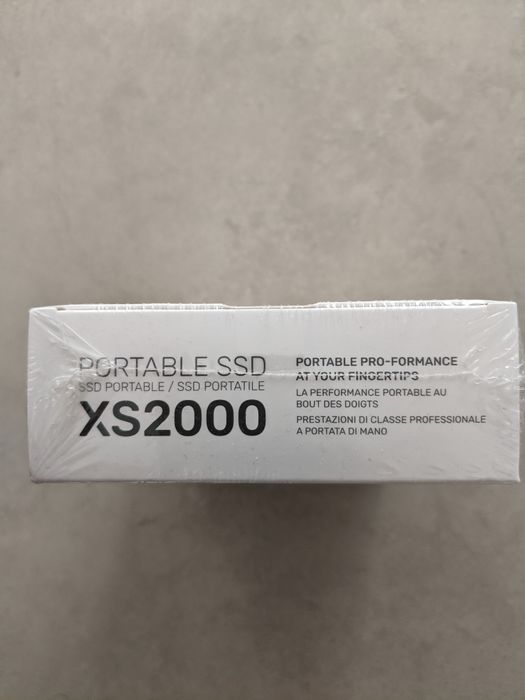 PORTABLE SSD
SSD PORTABLE / SSD PORTATILE
XS2000
PORTABLE PRO-FORMANCE
AT YOUR FINGERTIPS
LA PERFORMANCE PORTABLE AU
BOUT DES DOIGTS
PRESTAZIONI DI CLASSE PROFESSIONALE
A PORTATA DI MANO